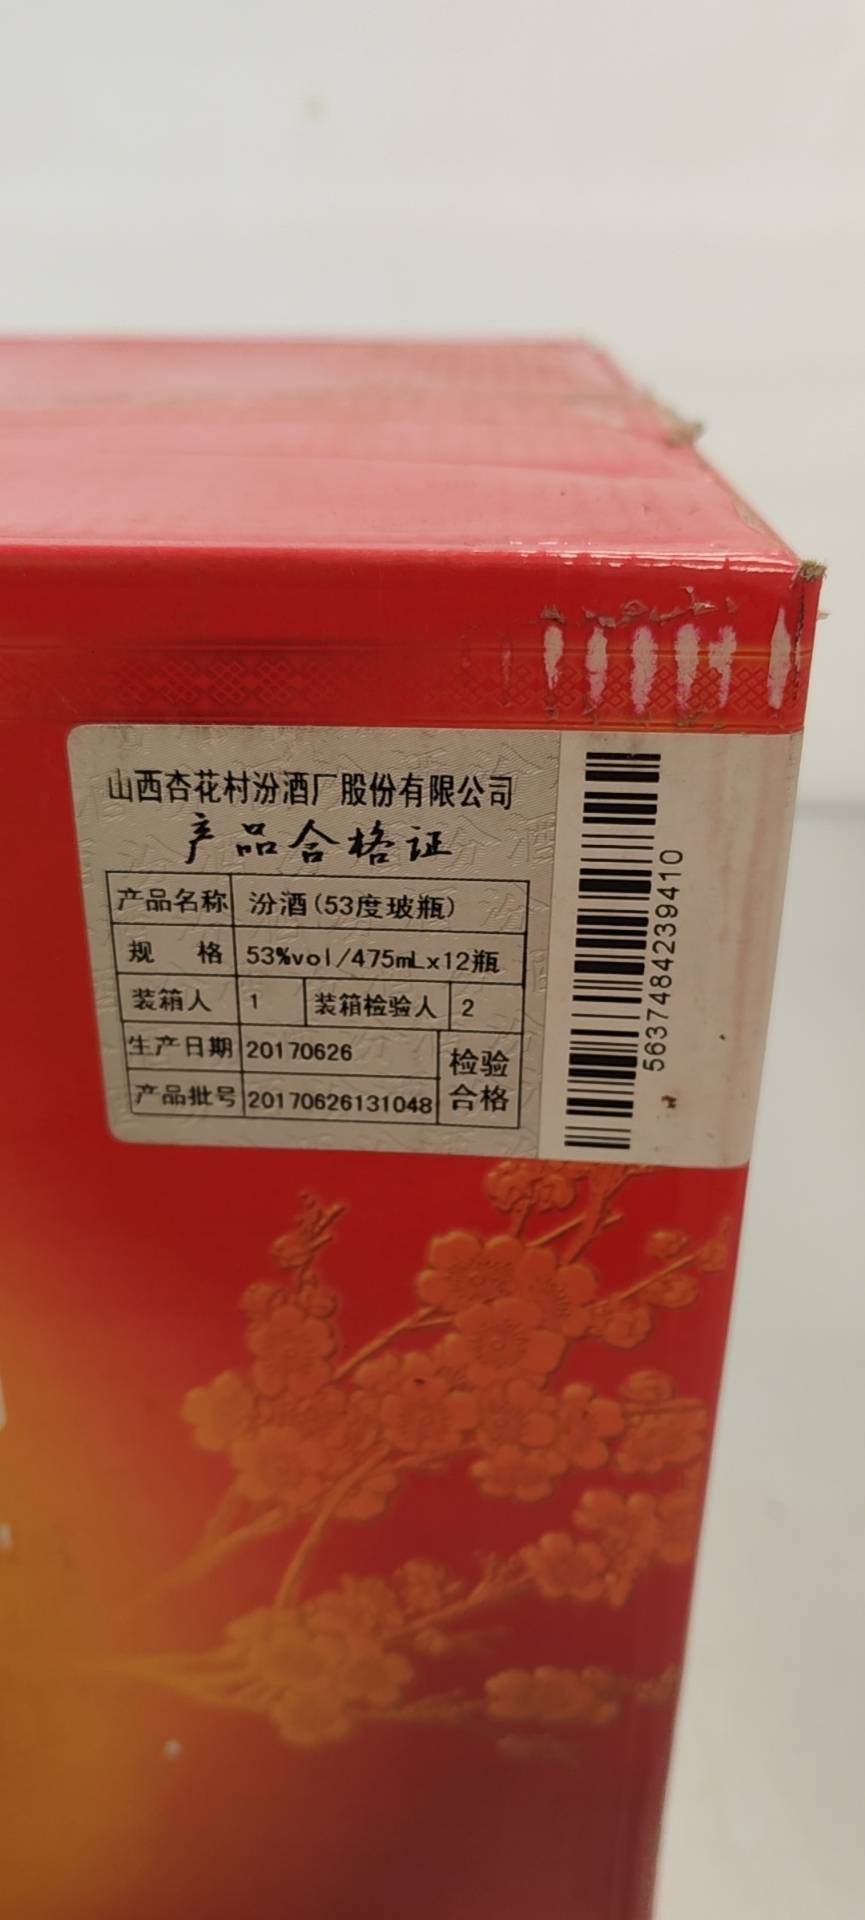 山西杏花村汾酒厂股份有限公司
产品合格证
产品名称 汾酒(53度玻瓶)
规 格 53%vol/475mLx12瓶
装箱人 1 装箱检验人 2
生产日期 20170626 检验
产品批号 20170626131048 合格
5637484239410